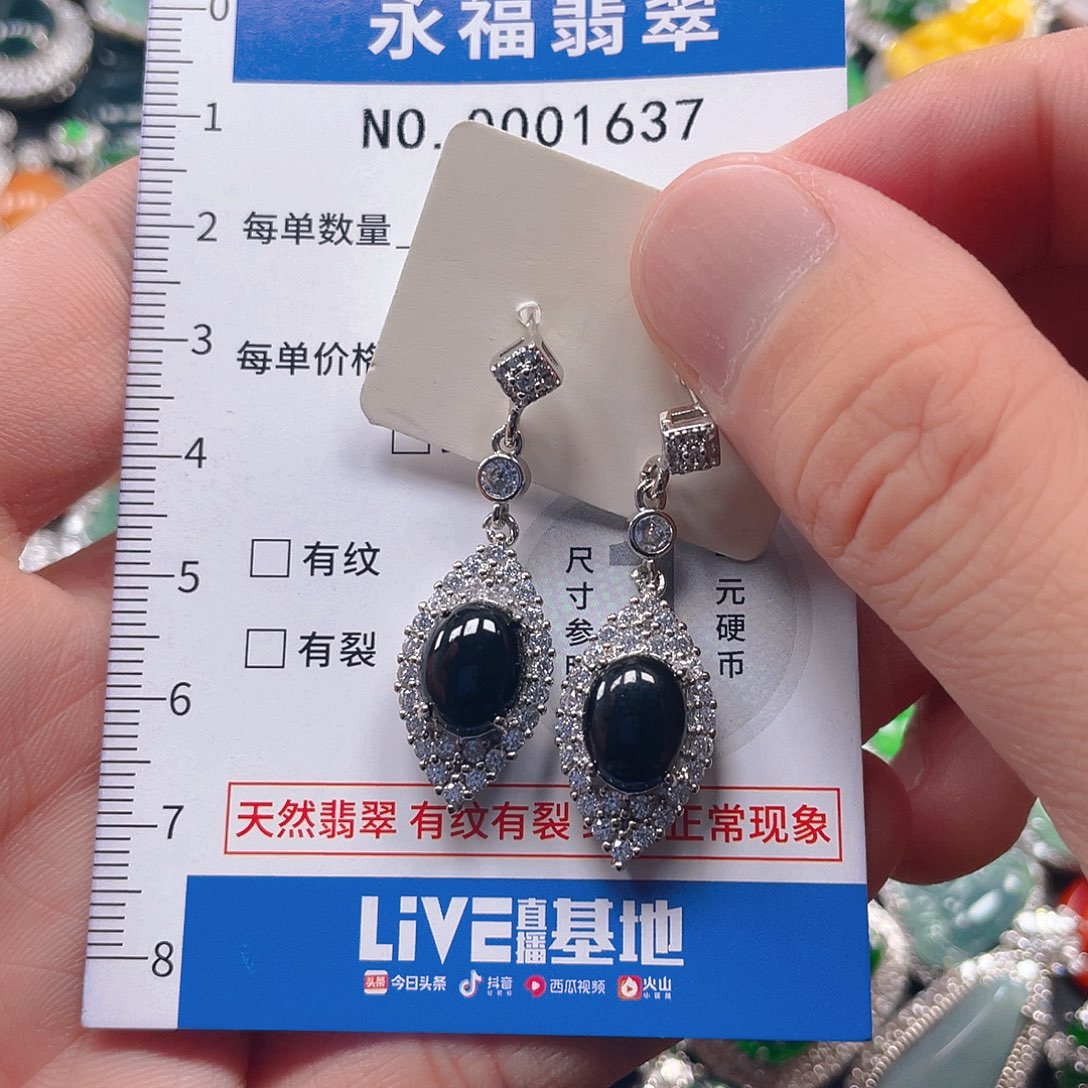 永福翡翠
NO. 0001637
0
1
2
3
4
5
6
7
8
每单数量
每单价格
有纹
有裂
尺寸参
元硬币
天然翡翠 有纹有裂 正常现象
LiVE直播基地
头条 今日头条 抖音 西瓜视频 火山